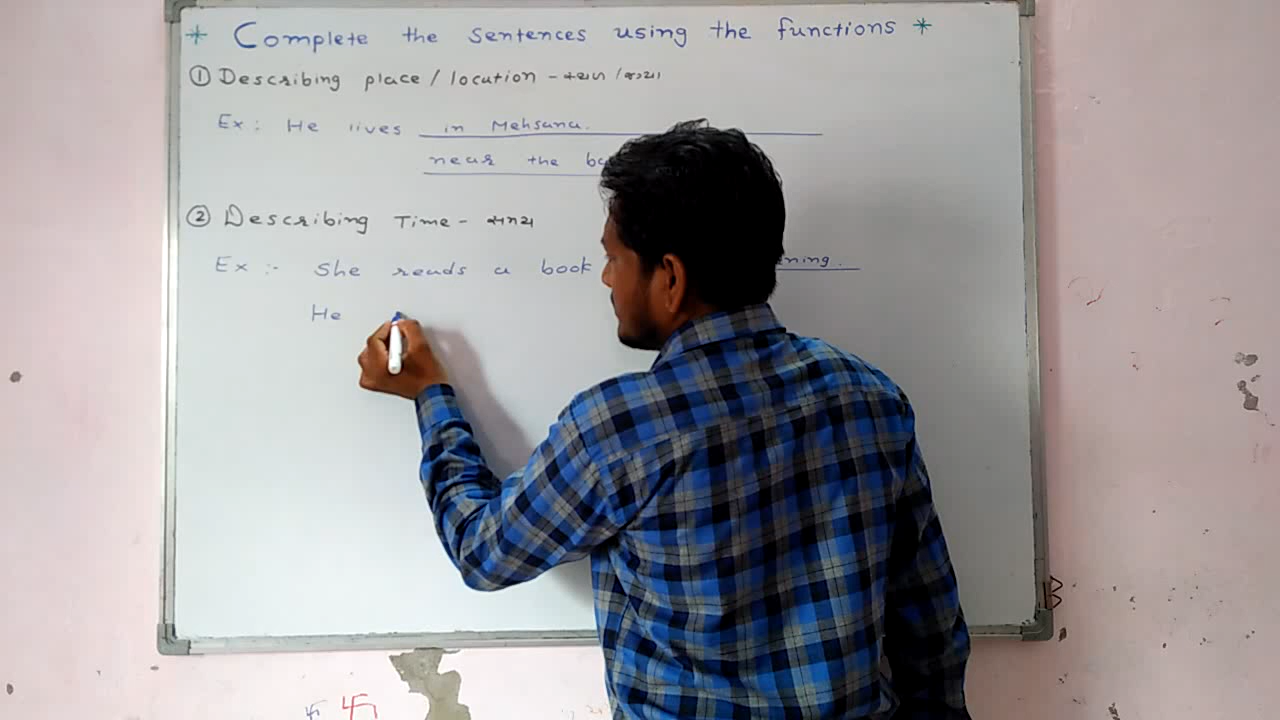 * Complete the sentences using the functions *
① Describing place / location - સ્થળ / જગ્યા
Ex: He lives in Mehsana.
near the
② Describing Time - સમય
Ex :- She reads a book
He